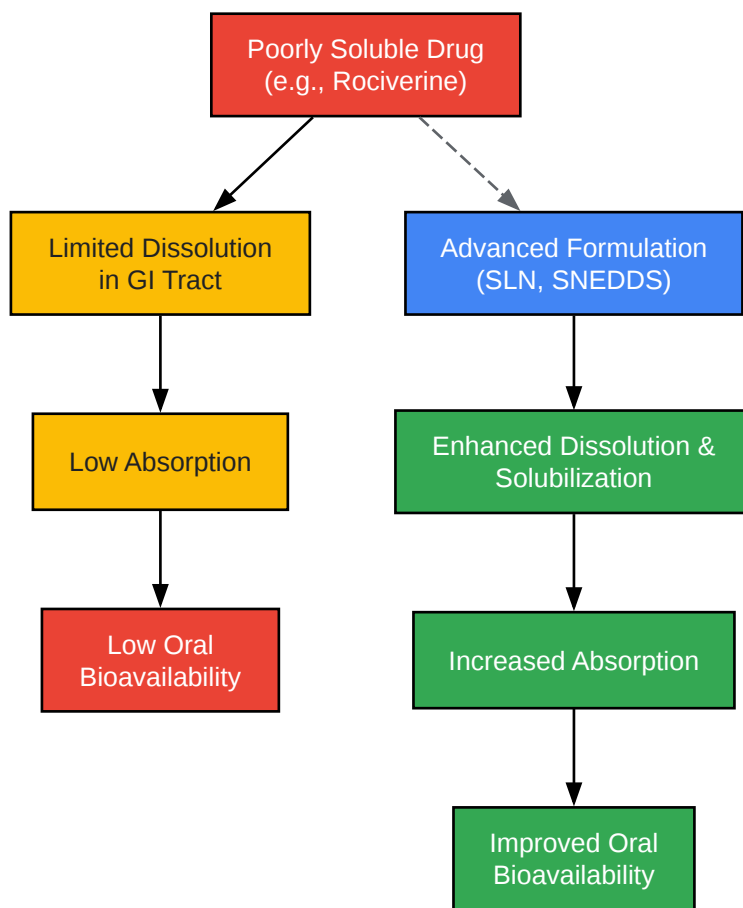 Poorly Soluble Drug
(e.g., Rociverine)
Limited Dissolution
in GI Tract
Advanced Formulation
(SLN, SNEDDS)
Low Absorption
Enhanced Dissolution &
Solubilization
Low Oral
Bioavailability
Increased Absorption
Improved Oral
Bioavailability